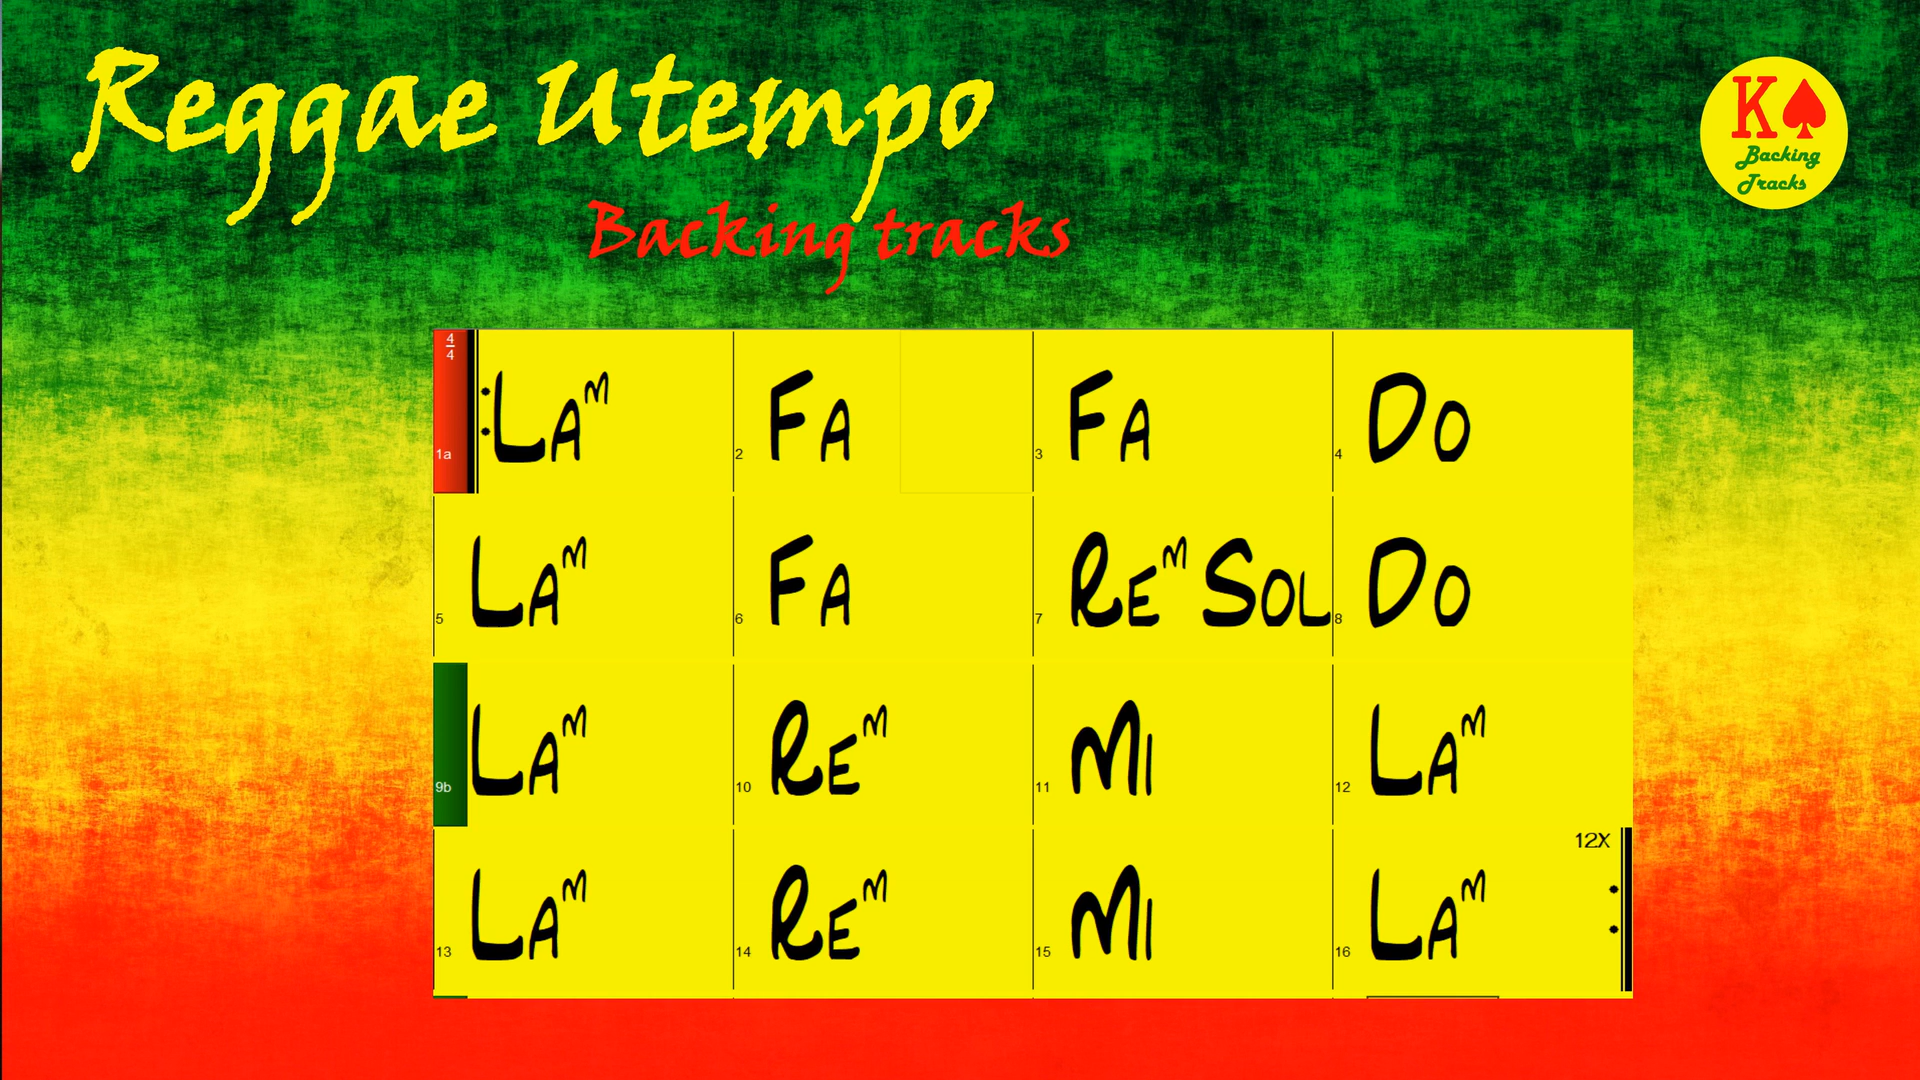 Reggae Utempo
Backing tracks
K♠
Backing
Tracks
4
4
1a LAm 2 FA 3 FA 4 DO
5 LAm 6 FA 7 REm SOL 8 DO
9b LAm 10 REm 11 MI 12 LAm
12X
13 LAm 14 REm 15 MI 16 LAm